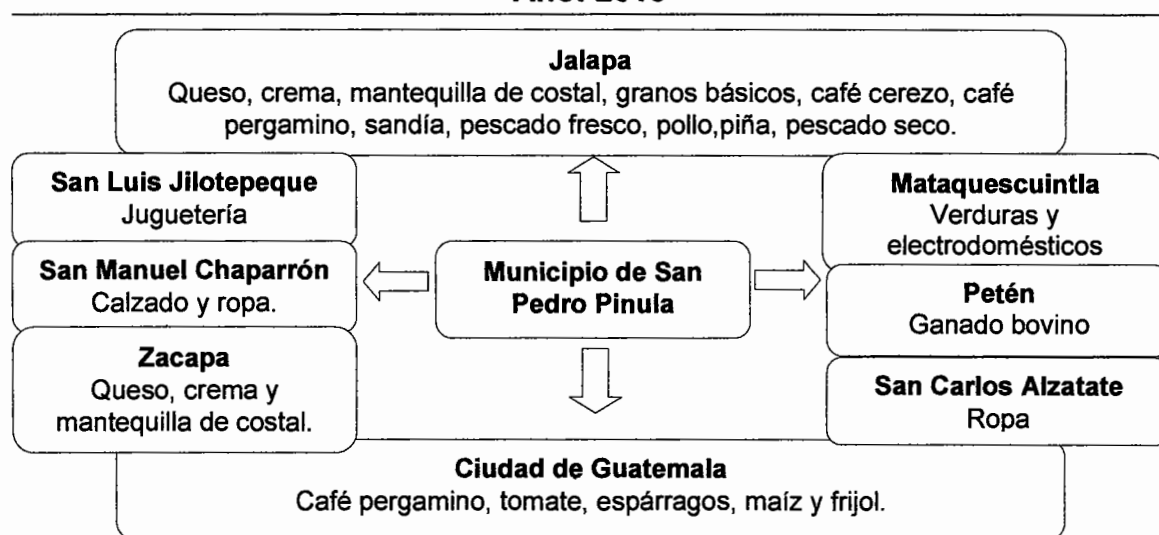 Jalapa
Queso, crema, mantequilla de costal, granos básicos, café cerezo, café
pergamino, sandía, pescado fresco, pollo,piña, pescado seco.
San Luis Jilotepeque
Juguetería
San Manuel Chaparrón
Calzado y ropa.
Zacapa
Queso, crema y
mantequilla de costal.
Municipio de San
Pedro Pinula
Mataquescuintla
Verduras y
electrodomésticos
Petén
Ganado bovino
San Carlos Alzatate
Ropa
Ciudad de Guatemala
Café pergamino, tomate, espárragos, maíz y frijol.